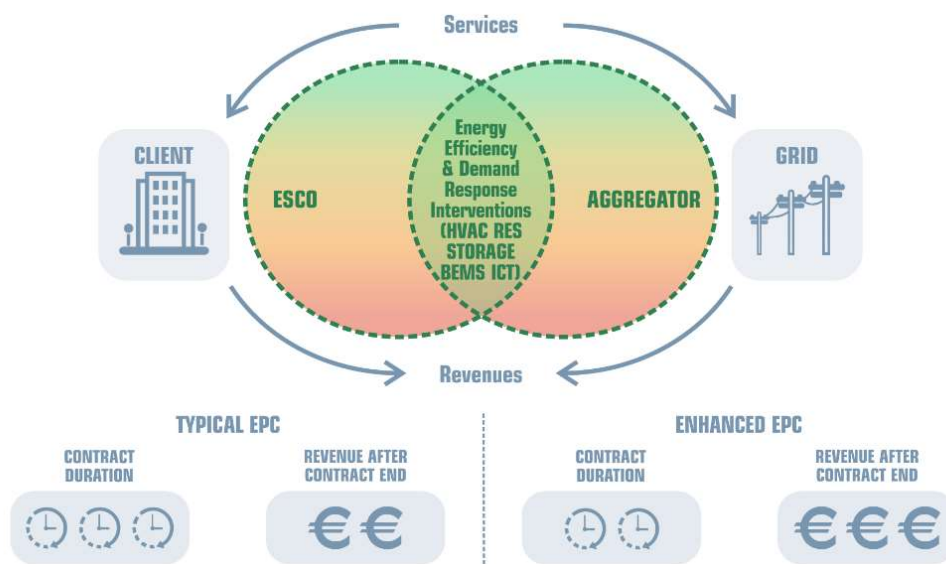 Services
CLIENT
GRID
ESCO
Energy
Efficiency
& Demand
Response
Interventions
(HVAC RES
STORAGE
BEMS ICT)
AGGREGATOR
Revenues
TYPICAL EPC
CONTRACT
DURATION
REVENUE AFTER
CONTRACT END
€€
ENHANCED EPC
CONTRACT
DURATION
REVENUE AFTER
CONTRACT END
€€€